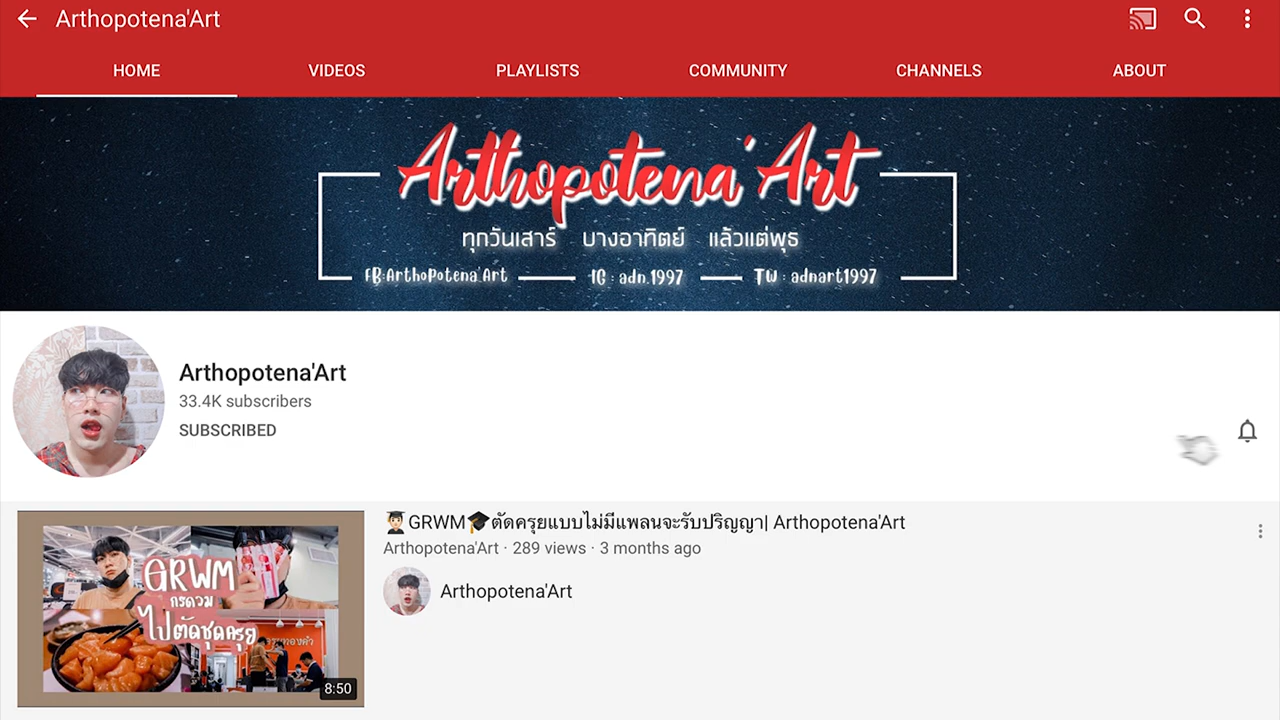 Arthopotena'Art
HOME VIDEOS PLAYLISTS COMMUNITY CHANNELS ABOUT
Arthopotena'Art
ทุกวันเสาร์ บางอาทิตย์ แล้วแต่พุธ
FB:ArthoPotena'Art IG : adn.1997 TW : adnart1997
Arthopotena'Art
33.4K subscribers
SUBSCRIBED
GRWM
กรดวม
ไปตัดชุดครุย
8:50
👨🏻‍🎓GRWM🎓ตัดครุยแบบไม่มีแพลนจะรับปริญญา| Arthopotena'Art
Arthopotena'Art · 289 views · 3 months ago
Arthopotena'Art